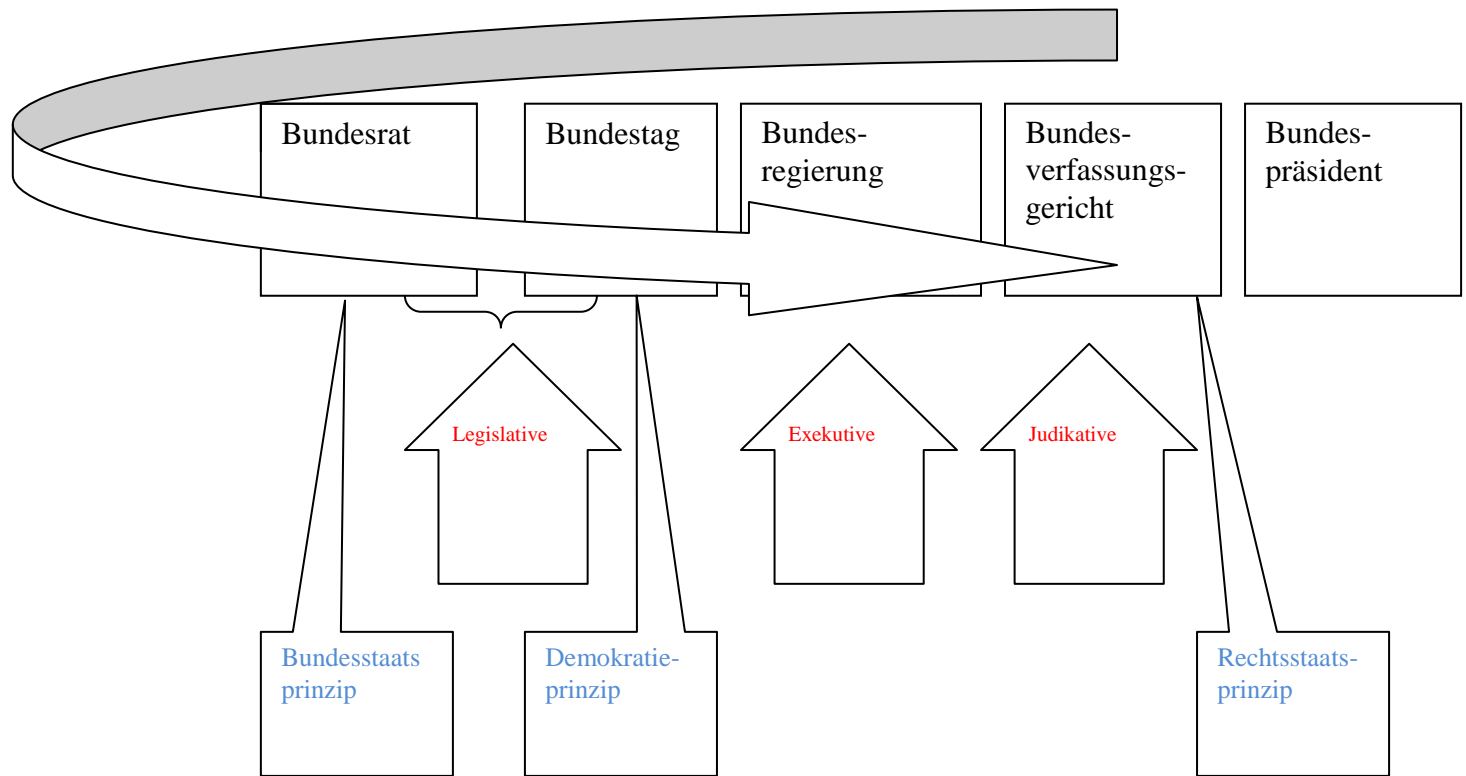 Bundesrat
Bundestag
Bundes-
regierung
Bundes-
verfassungs-
gericht
Bundes-
präsident
Legislative
Exekutive
Judikative
Bundesstaats
prinzip
Demokratie-
prinzip
Rechtsstaats-
prinzip